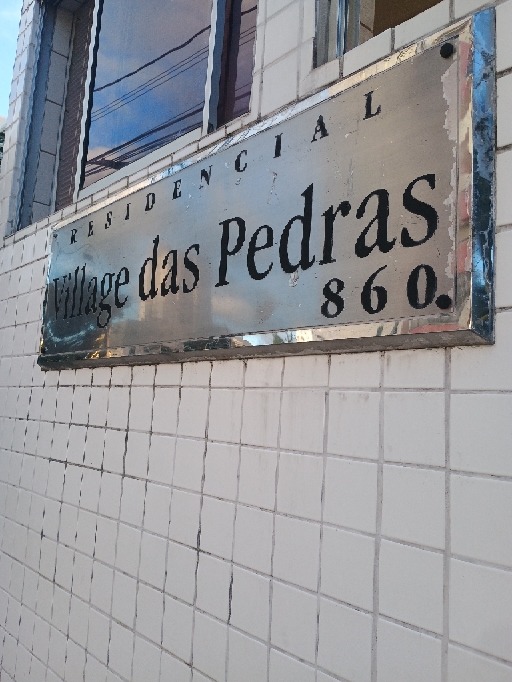 RESIDENCIAL
Village das Pedras
860.